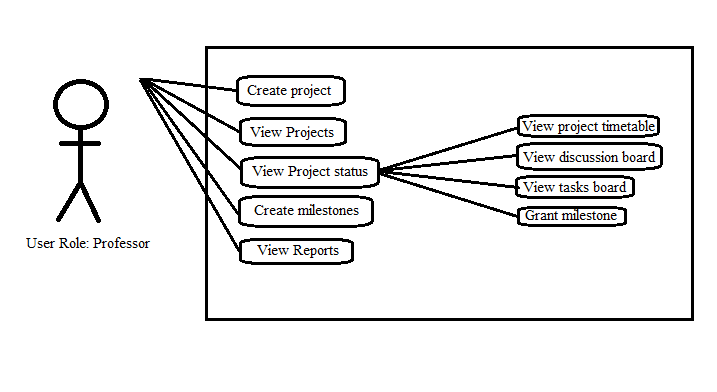 Create project
View Projects
View Project status
Create milestones
View Reports
View project timetable
View discussion board
View tasks board
Grant milestone
User Role: Professor